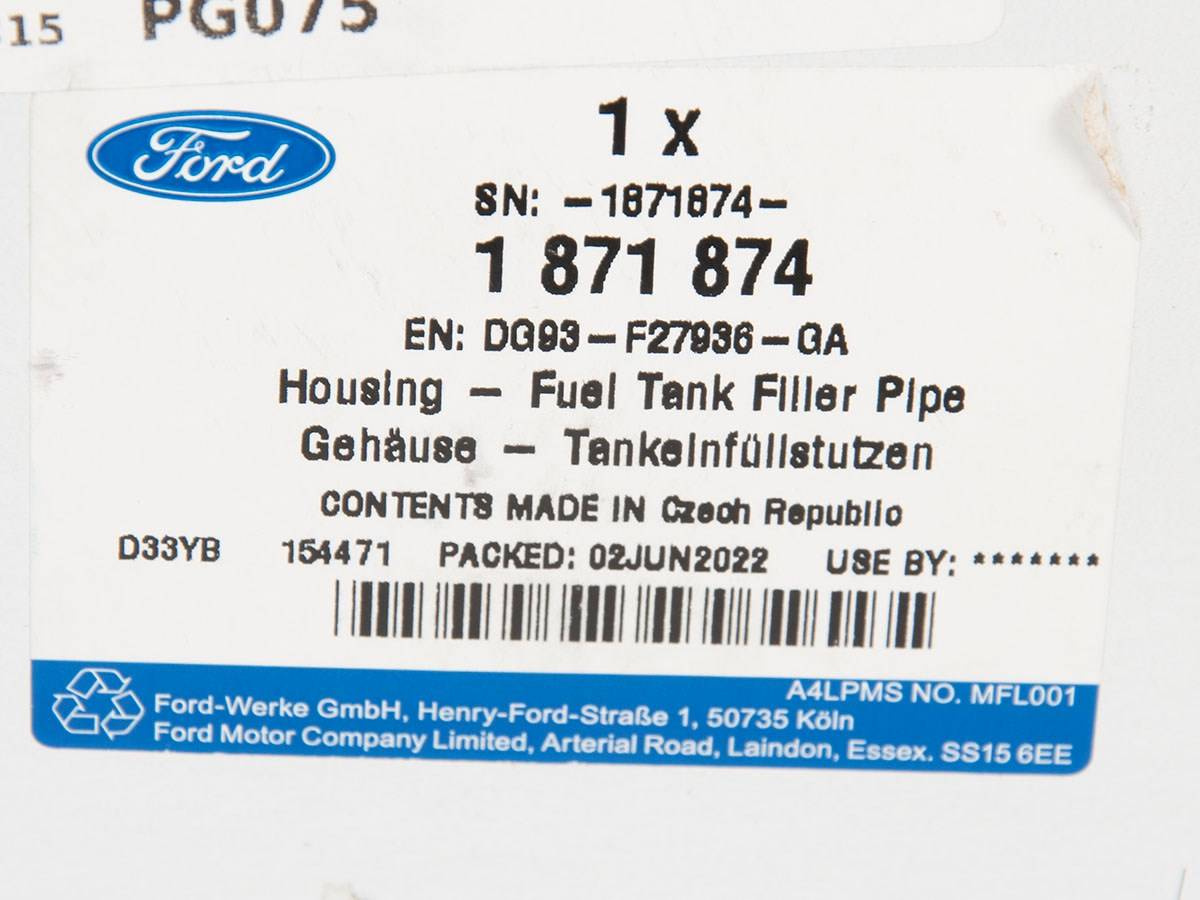 15 PG075
Ford
1 x
SN: -1871874-
1 871 874
EN: DG93-F27936-GA
Housing - Fuel Tank Filler Pipe
Gehäuse - Tankeinfüllstutzen
CONTENTS MADE IN Czech Republic
D33YB 154471 PACKED: 02JUN2022 USE BY: *******
A4LPMS NO. MFL001
Ford-Werke GmbH, Henry-Ford-Straße 1, 50735 Köln
Ford Motor Company Limited, Arterial Road, Laindon, Essex. SS15 6EE